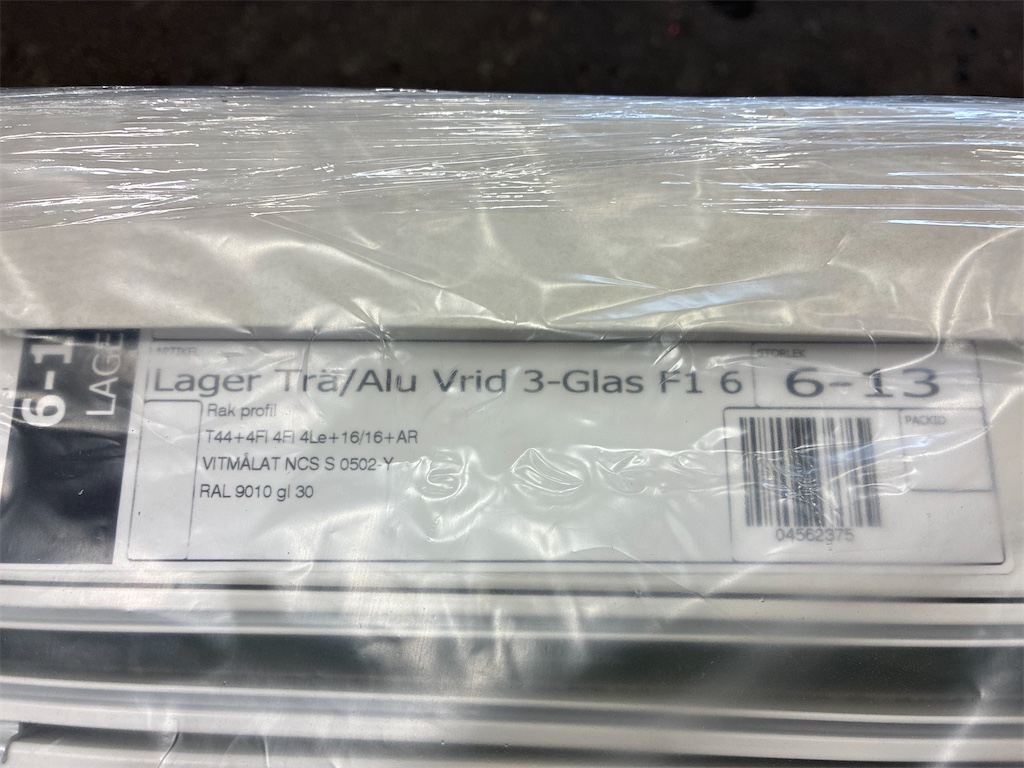 6-1
LAGE
ARTIKEL
STORLEK
Lager Trä/Alu Vrid 3-Glas F1 6
6-13
Rak profil
PACKID
T44+4Fl 4Fl 4Le+16/16+AR
VITMÅLAT NCS S 0502-Y
RAL 9010 gl 30
04562375